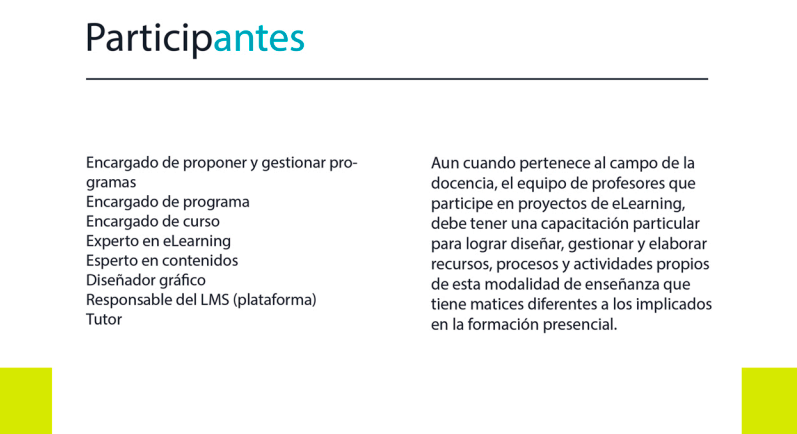 Participantes
Encargado de proponer y gestionar pro-
gramas
Encargado de programa
Encargado de curso
Experto en eLearning
Esperto en contenidos
Diseñador gráfico
Responsable del LMS (plataforma)
Tutor
Aun cuando pertenece al campo de la
docencia, el equipo de profesores que
participe en proyectos de eLearning,
debe tener una capacitación particular
para lograr diseñar, gestionar y elaborar
recursos, procesos y actividades propios
de esta modalidad de enseñanza que
tiene matices diferentes a los implicados
en la formación presencial.